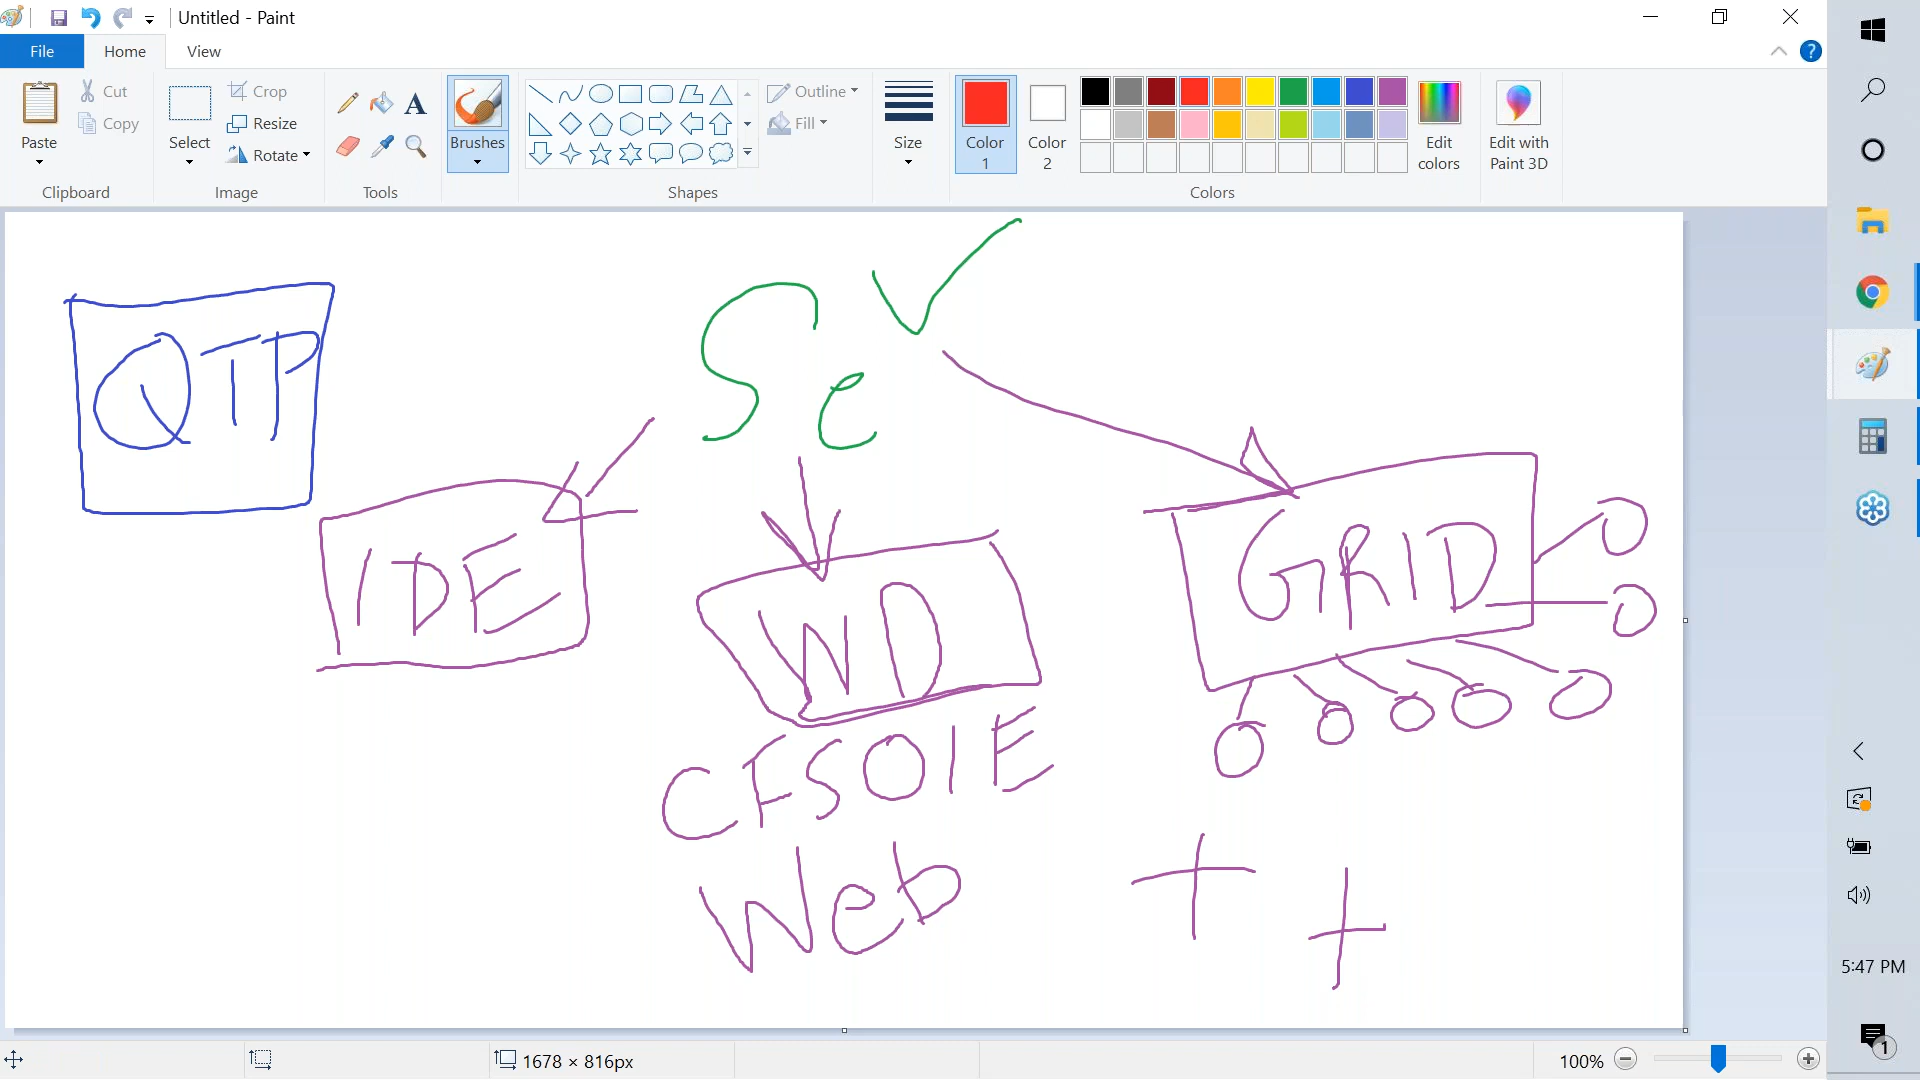 Untitled - Paint
File Home View
Paste Cut Copy Clipboard
Select Crop Resize Rotate Image
Tools
Brushes
Outline Fill Shapes
Size
Color 1 Color 2 Edit colors Colors
Edit with Paint 3D
QTP
Se
IDE
WD
GRID
CFSOIE
Web
++
5:47 PM
1
1678 × 816px
100%